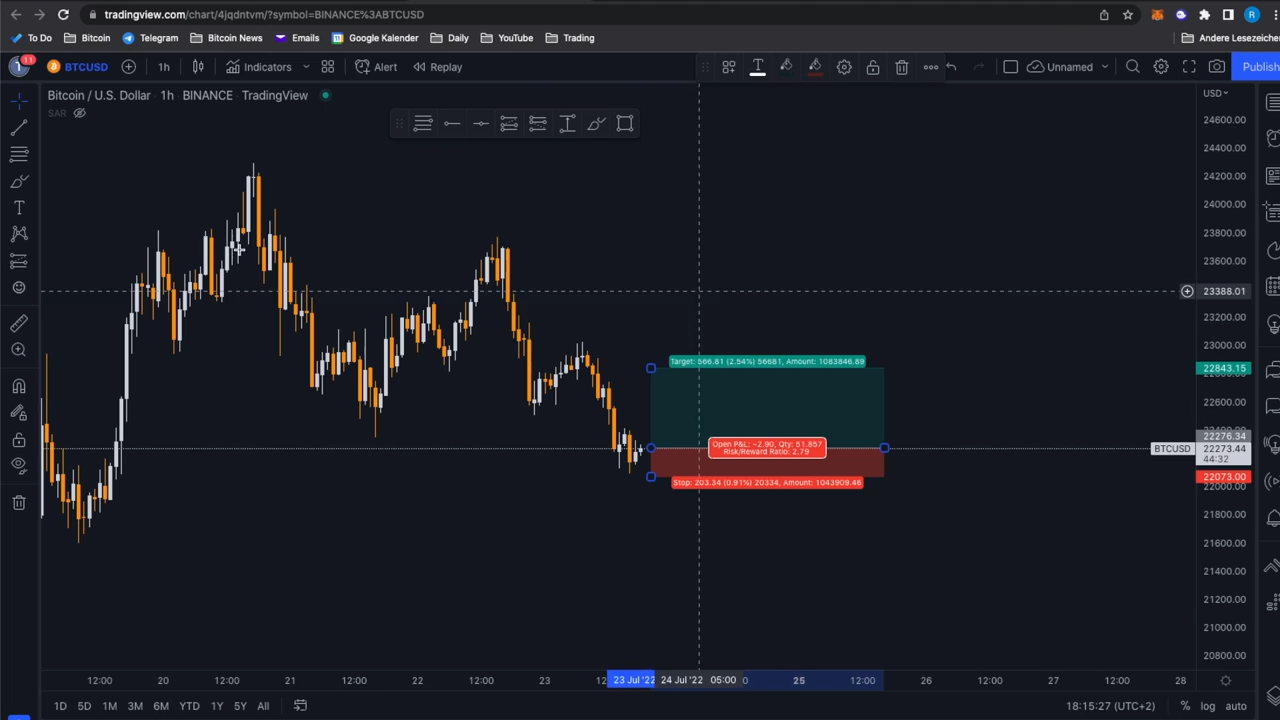 tradingview.com/chart/4jqdntvm/?symbol=BINANCE%3ABTCUSD
R
To Do Bitcoin Telegram Bitcoin News Emails Google Kalender Daily YouTube Trading Andere Lesezeichen
11 BTCUSD 1h Indicators Alert Replay Unnamed Publish
Bitcoin / U.S. Dollar · 1h · BINANCE · TradingView
SAR
USD
24600.00
24400.00
24200.00
24000.00
23800.00
23600.00
23388.01
23200.00
23000.00
Target: 566.81 (2.54%) 56681, Amount: 1083846.89
22843.15
22600.00
22276.34
Open P&L: −2.90, Qty: 51.857
Risk/Reward Ratio: 2.79
BTCUSD 22273.44
44:32
22073.00
Stop: 203.34 (0.91%) 20334, Amount: 1043909.46
22000.00
21800.00
21600.00
21400.00
21200.00
21000.00
20800.00
12:00 20 12:00 21 12:00 22 12:00 23 23 Jul '22 24 Jul '22 05:00 25 12:00 26 12:00 27 12:00 28
1D 5D 1M 3M 6M YTD 1Y 5Y All 18:15:27 (UTC+2) % log auto